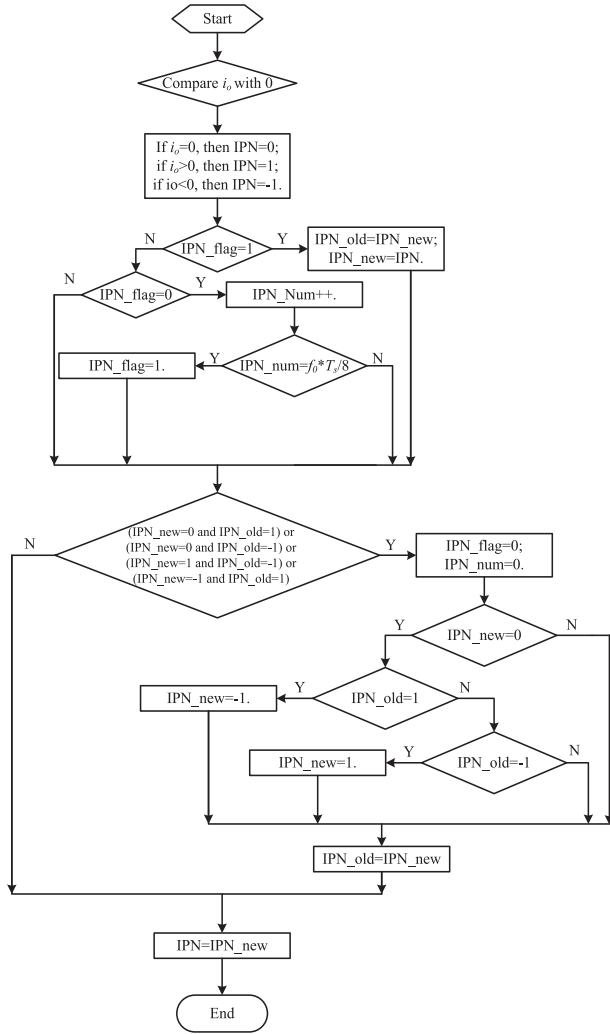 Start
Compare i_o with 0
If i_o=0, then IPN=0;
if i_o>0, then IPN=1;
if io<0, then IPN=-1.
N
IPN_flag=1
Y
IPN_old=IPN_new;
IPN_new=IPN.
N
IPN_flag=0
Y
IPN_Num++.
IPN_flag=1.
Y
IPN_num=f_0*T_s/8
N
N
(IPN_new=0 and IPN_old=1) or
(IPN_new=0 and IPN_old=-1) or
(IPN_new=1 and IPN_old=-1) or
(IPN_new=-1 and IPN_old=1)
Y
IPN_flag=0;
IPN_num=0.
Y
IPN_new=0
N
IPN_new=-1.
Y
IPN_old=1
N
IPN_new=1.
Y
IPN_old=-1
N
IPN_old=IPN_new
IPN=IPN_new
End